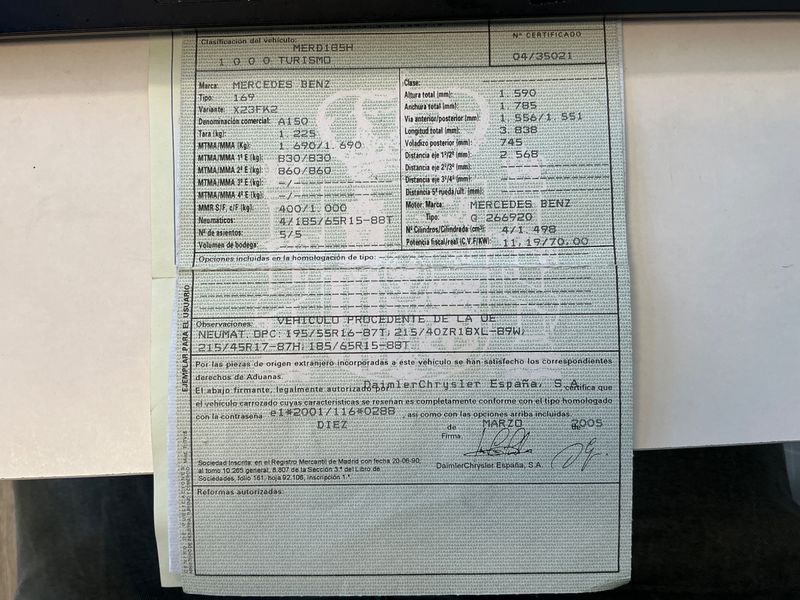 Clasificación del vehículo:
MERD185H
1 0 0 0 TURISMO
Nº CERTIFICADO
04/35021
Marca: MERCEDES BENZ
Tipo: 169
Variante: X23FK2
Denominación comercial: A150
Tara (kg): 1.225
MTMA/MMA (Kg): 1.690/1.690
MTMA/MMA 1º E (kg): 830/830
MTMA/MMA 2º E (kg): 860/860
MTMA/MMA 3º E (kg): -/-
MTMA/MMA 4º E (kg): -/-
MMR S/F, c/F (kg): 400/1.000
Neumáticos: 4/185/65R15-88T
Nº de asientos: 5/5
Volumen de bodega:
Clase:
Altura total (mm): 1.590
Anchura total (mm): 1.785
Vía anterior/posterior (mm): 1.556/1.551
Longitud total (mm): 3.838
Voladizo posterior (mm): 745
Distancia eje 1º/2º (mm): 2.568
Distancia eje 2º/3º (mm):
Distancia eje 3º/4º (mm):
Distancia 5ª rueda/últ. (mm):
Motor: Marca: MERCEDES BENZ
Tipo: G 266920
Nº Cilindros/Cilindrada (cm³): 4/1.498
Potencia fiscal/real (C.V.F/KW): 11,19/70.00
Opciones incluidas en la homologación de tipo:
EJEMPLAR PARA EL USUARIO
VEHICULO PROCEDENTE DE LA UE
Observaciones:
NEUMAT. OPC: 195/55R16-87T; 215/40ZR18XL-89W;
215/45R17-87H; 185/65R15-88T
Por las piezas de origen extranjero incorporadas a este vehículo se han satisfecho los correspondientes
derechos de Aduanas.
El abajo firmante, legalmente autorizado por DaimlerChrysler España, S.A. certifica que
el vehículo carrozado cuyas características se reseñan es completamente conforme con el tipo homologado
con la contraseña e1*2001/116*0288 , así como con las opciones arriba incluidas.
DIEZ de MARZO de 2005
Firma
DaimlerChrysler España, S.A.
Sociedad Inscrita: en el Registro Mercantil de Madrid con fecha 20-06-90,
al tomo 10.265 general, 8.807 de la Sección 3.ª del Libro de
Sociedades, folio 161, hoja 92.106, inscripción 1.ª
Reformas autorizadas: